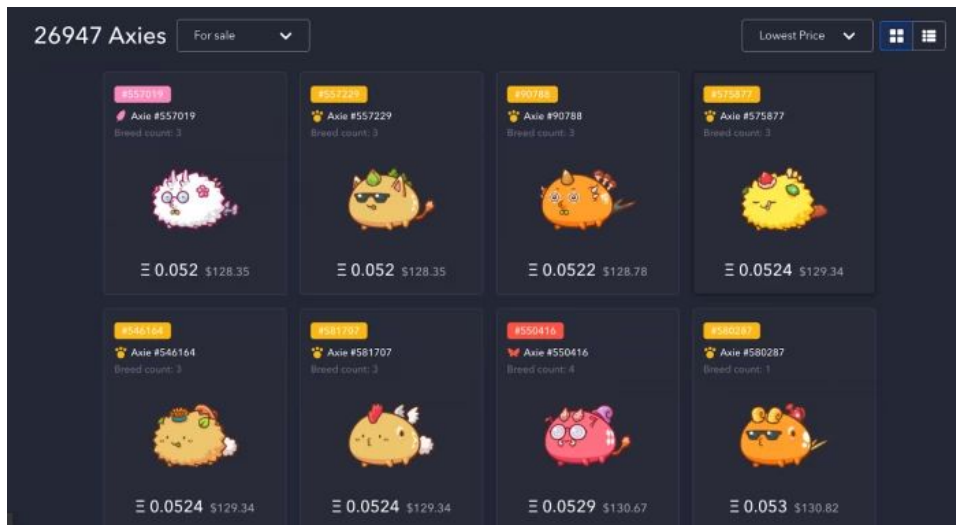 26947 Axies For sale Lowest Price
#557019 #557229 #90788 #575877
Axie #557019 Axie #557229 Axie #90788 Axie #575877
Breed count: 3 Breed count: 3 Breed count: 3 Breed count: 3
Ξ 0.052 $128.35 Ξ 0.052 $128.35 Ξ 0.0522 $128.78 Ξ 0.0524 $129.34
#546164 #581707 #550416 #580287
Axie #546164 Axie #581707 Axie #550416 Axie #580287
Breed count: 3 Breed count: 3 Breed count: 4 Breed count: 1
Ξ 0.0524 $129.34 Ξ 0.0524 $129.34 Ξ 0.0529 $130.67 Ξ 0.053 $130.82